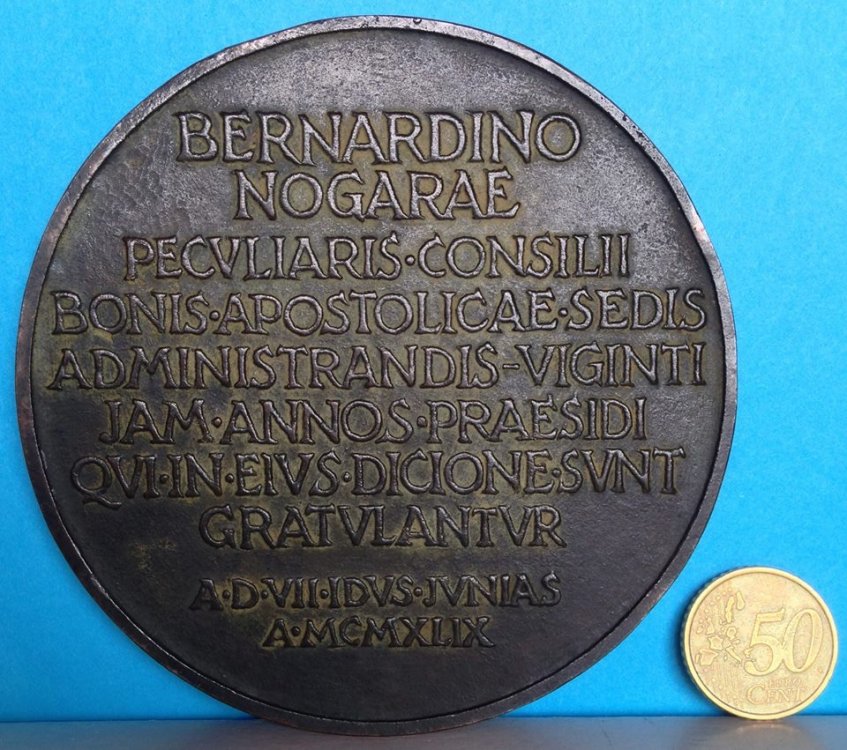 BERNARDINO
NOGARAE
PECVLIARIS·CONSILII
BONIS·APOSTOLICAE·SEDIS
ADMINISTRANDIS-VIGINTI
JAM·ANNOS·PRAESIDI
QVI·IN·EIVS·DICIONE·SVNT
GRATVLANTVR
A·D·VII·IDVS·JVNIAS
A·MCMXLIX
50
EURO
CENT